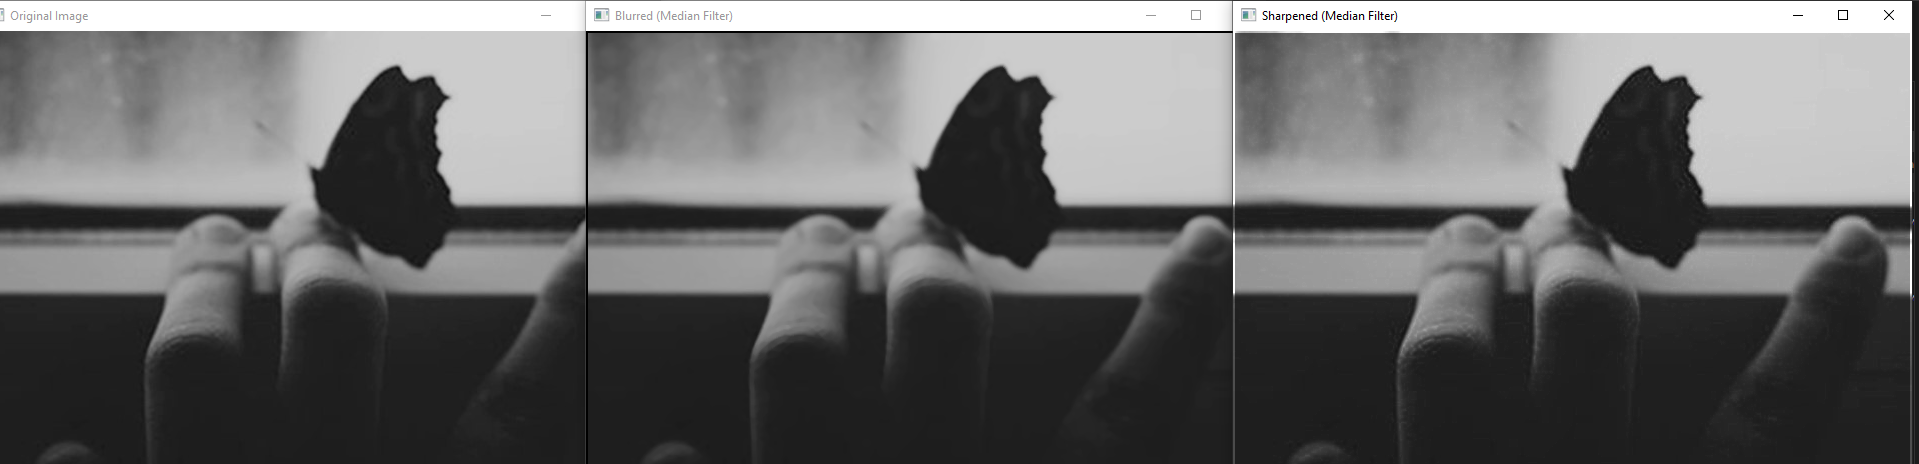 Original Image
Blurred (Median Filter)
Sharpened (Median Filter)